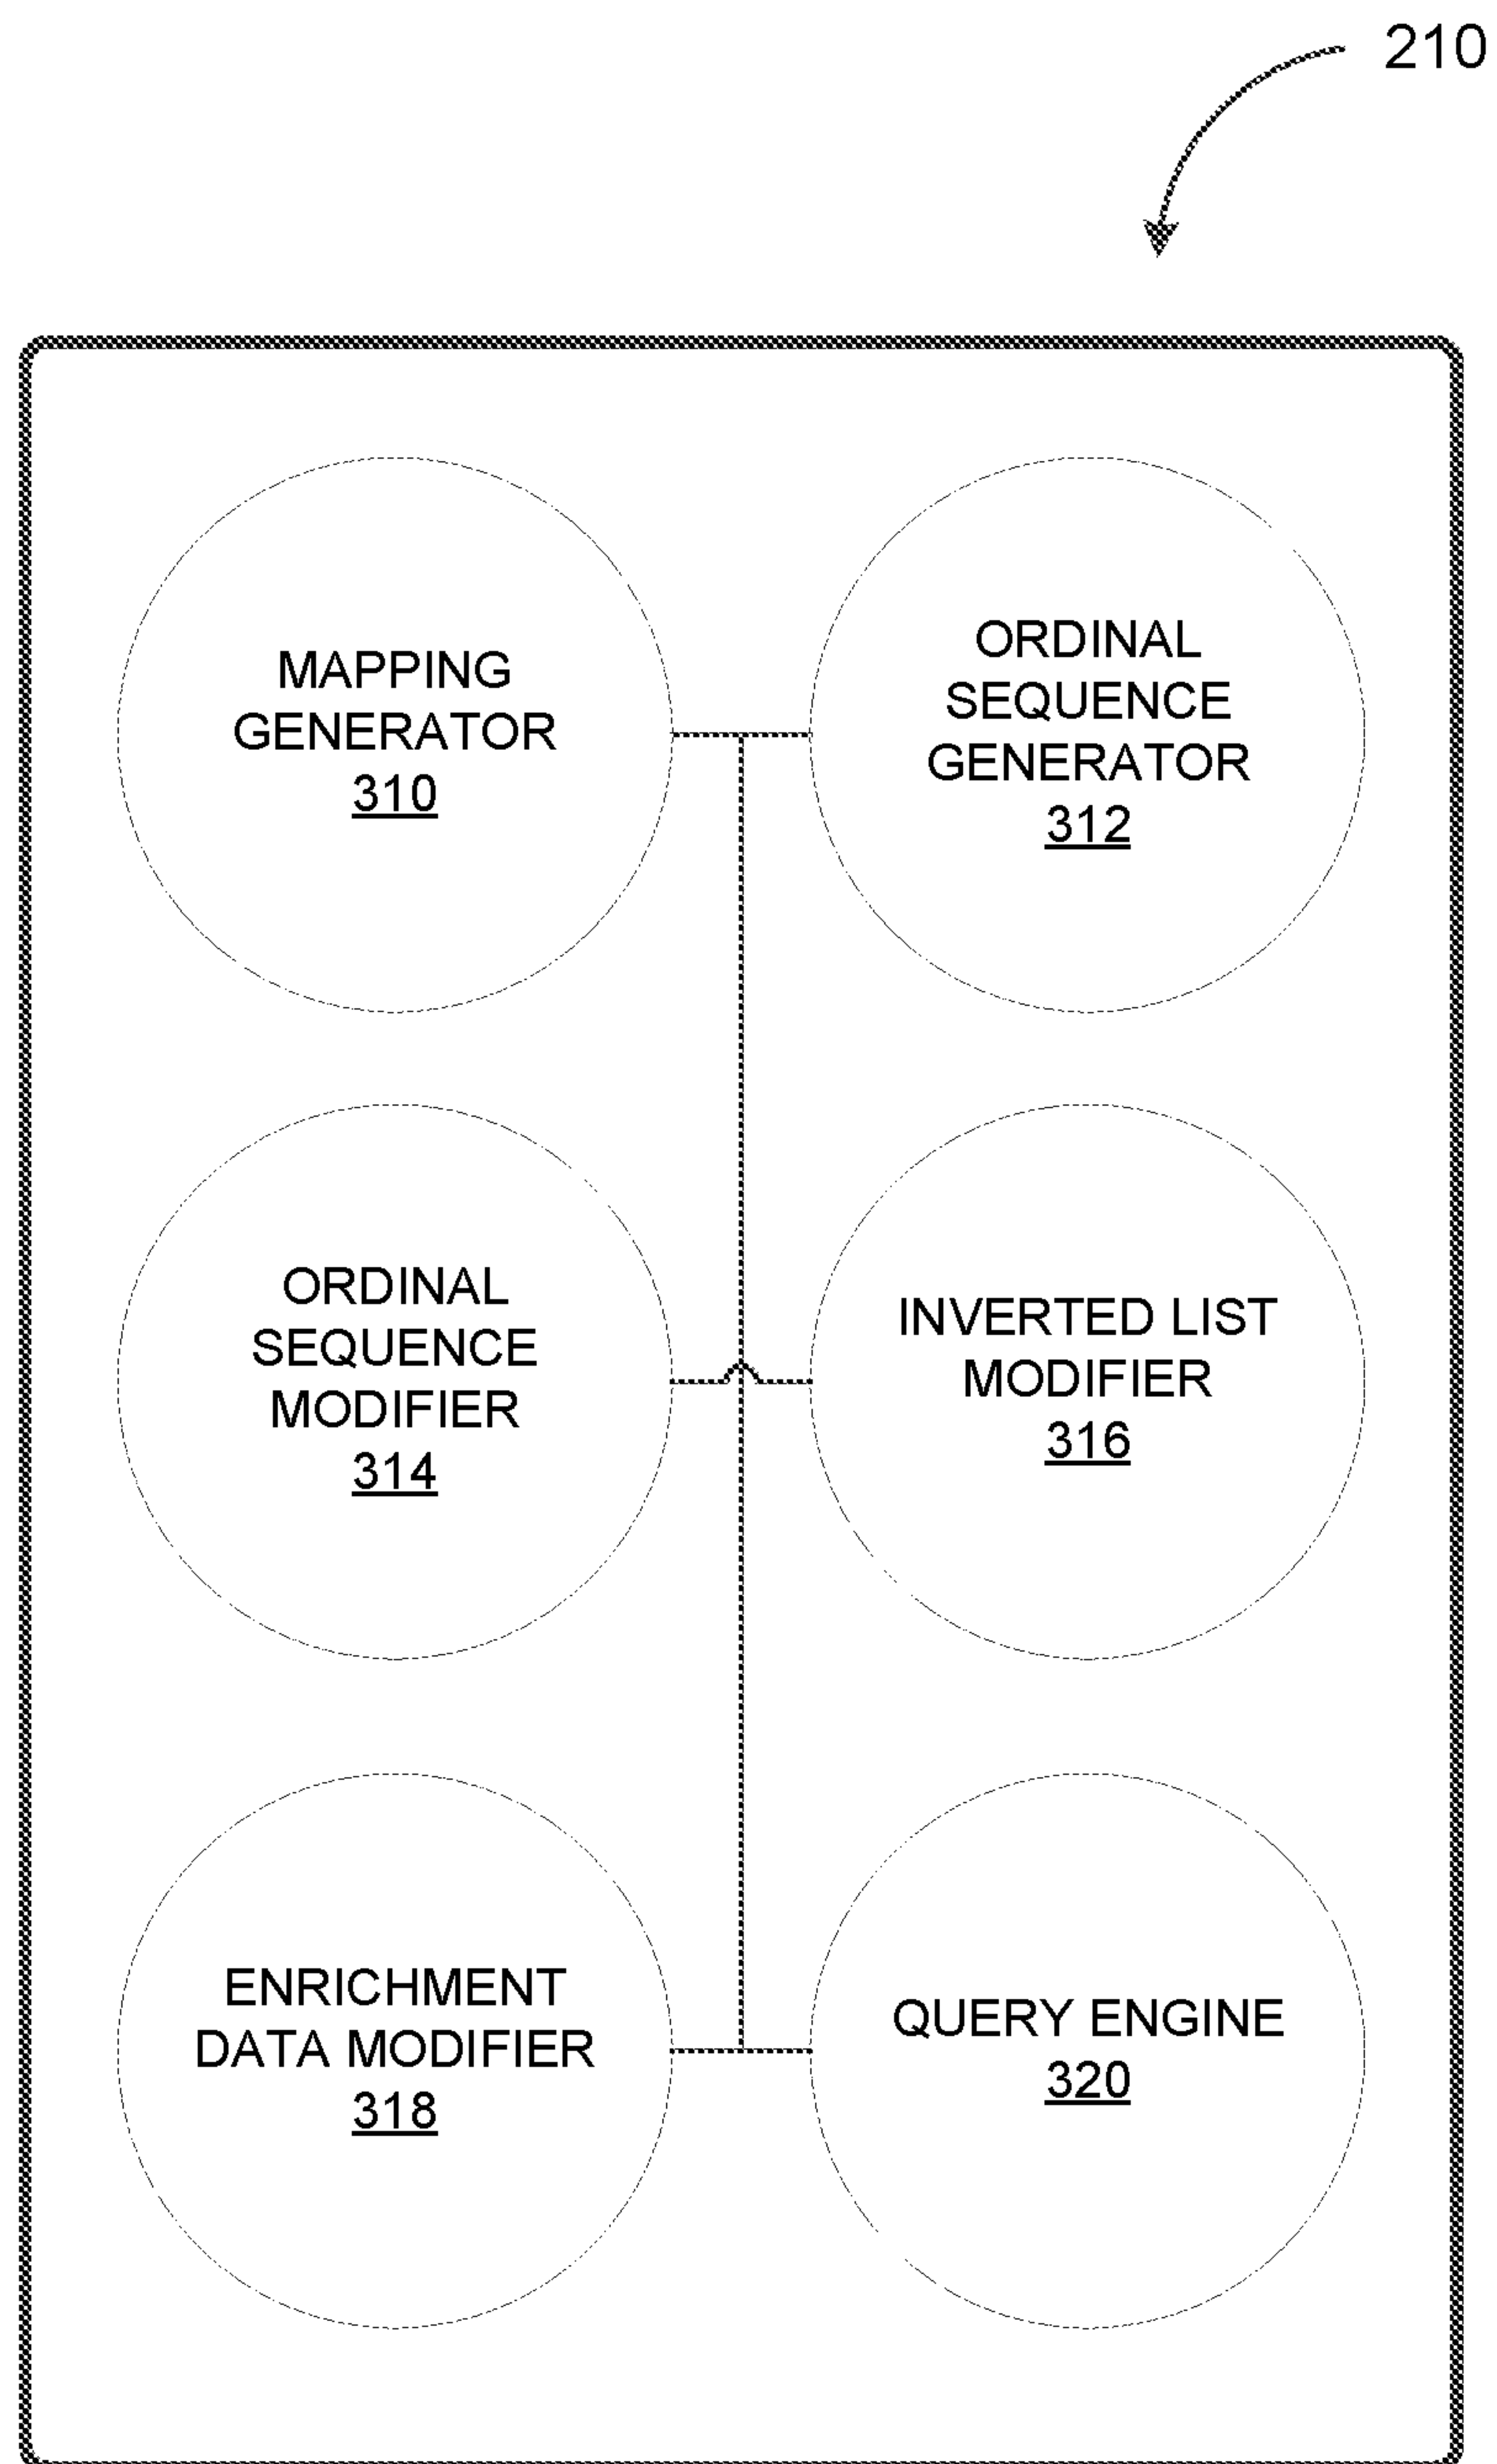 210
MAPPING
GENERATOR
310
ORDINAL
SEQUENCE
GENERATOR
312
ORDINAL
SEQUENCE
MODIFIER
314
INVERTED LIST
MODIFIER
316
ENRICHMENT
DATA MODIFIER
318
QUERY ENGINE
320